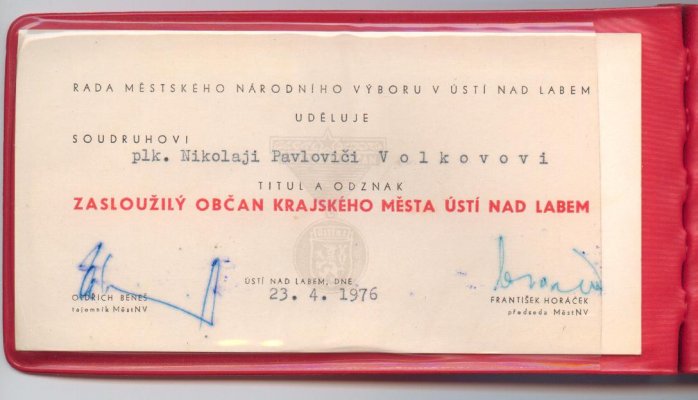 RADA MĚSTSKÉHO NÁRODNÍHO VÝBORU V ÚSTÍ NAD LABEM
UDĚLUJE
SOUDRUHOVI
plk. Nikolaji Pavloviči Volkovovi
TITUL A ODZNAK
ZASLOUŽILÝ OBČAN KRAJSKÉHO MĚSTA ÚSTÍ NAD LABEM
ÚSTÍ NAD LABEM, DNE
23. 4. 1976
OLDŘICH BENEŠ
tajemník MěstNV
FRANTIŠEK HORÁČEK
předseda MěstNV